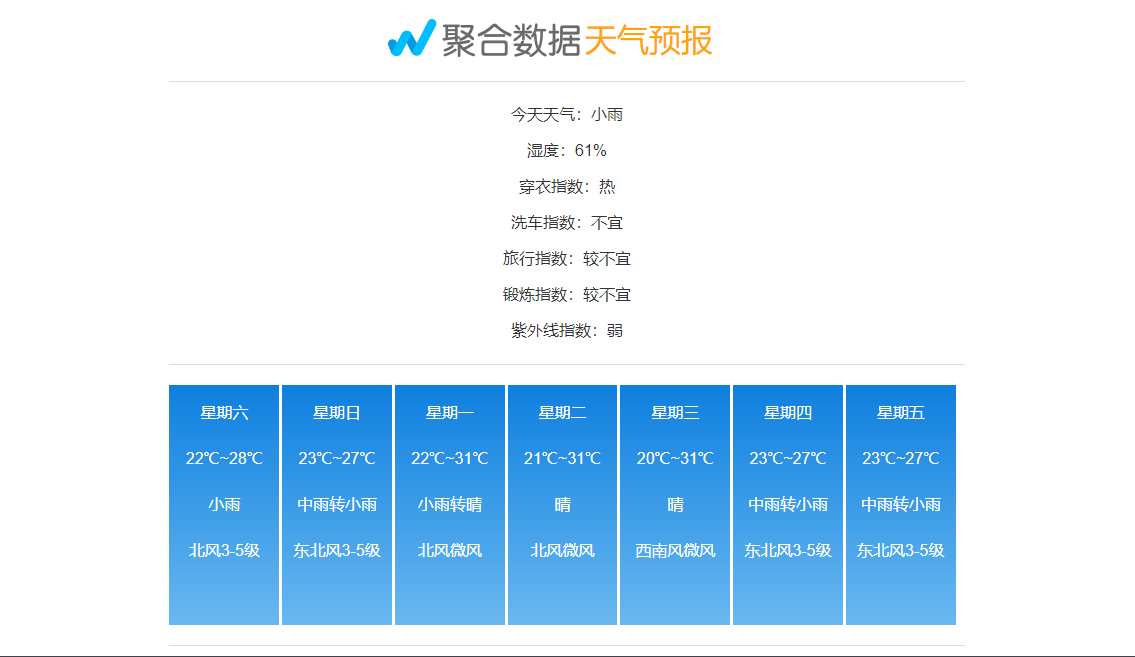 聚合数据天气预报
今天天气：小雨
湿度：61%
穿衣指数：热
洗车指数：不宜
旅行指数：较不宜
锻炼指数：较不宜
紫外线指数：弱
星期六 星期日 星期一 星期二 星期三 星期四 星期五
22℃~28℃ 23℃~27℃ 22℃~31℃ 21℃~31℃ 20℃~31℃ 23℃~27℃ 23℃~27℃
小雨 中雨转小雨 小雨转晴 晴 晴 中雨转小雨 中雨转小雨
北风3-5级 东北风3-5级 北风微风 北风微风 西南风微风 东北风3-5级 东北风3-5级